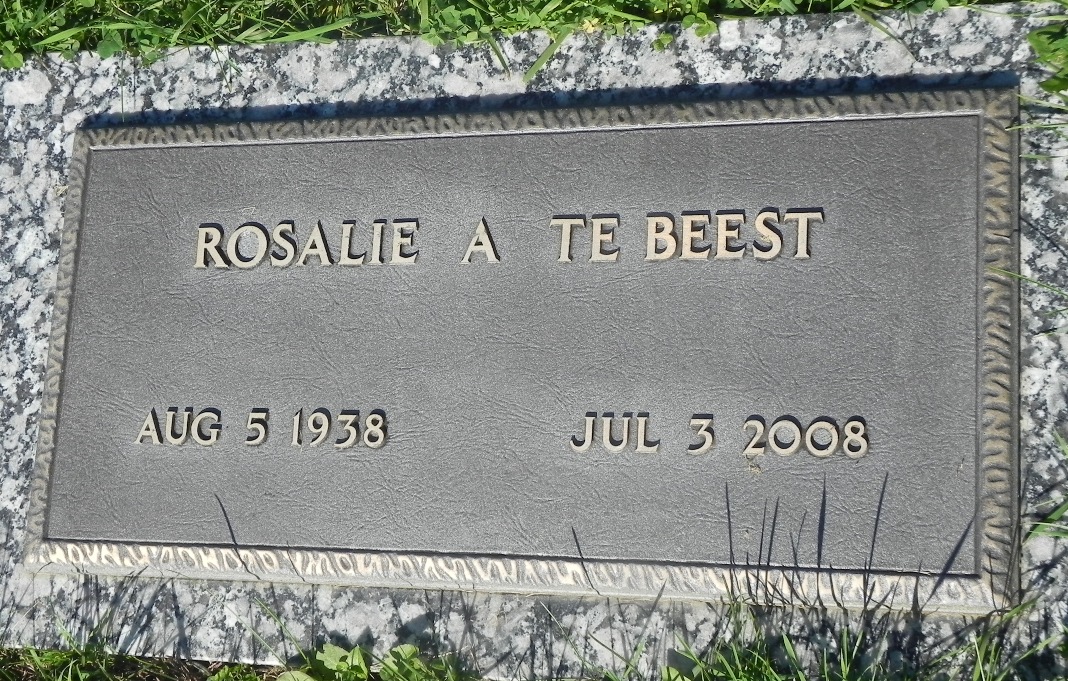 ROSALIE A TE BEEST
AUG 5 1938 JUL 3 2008